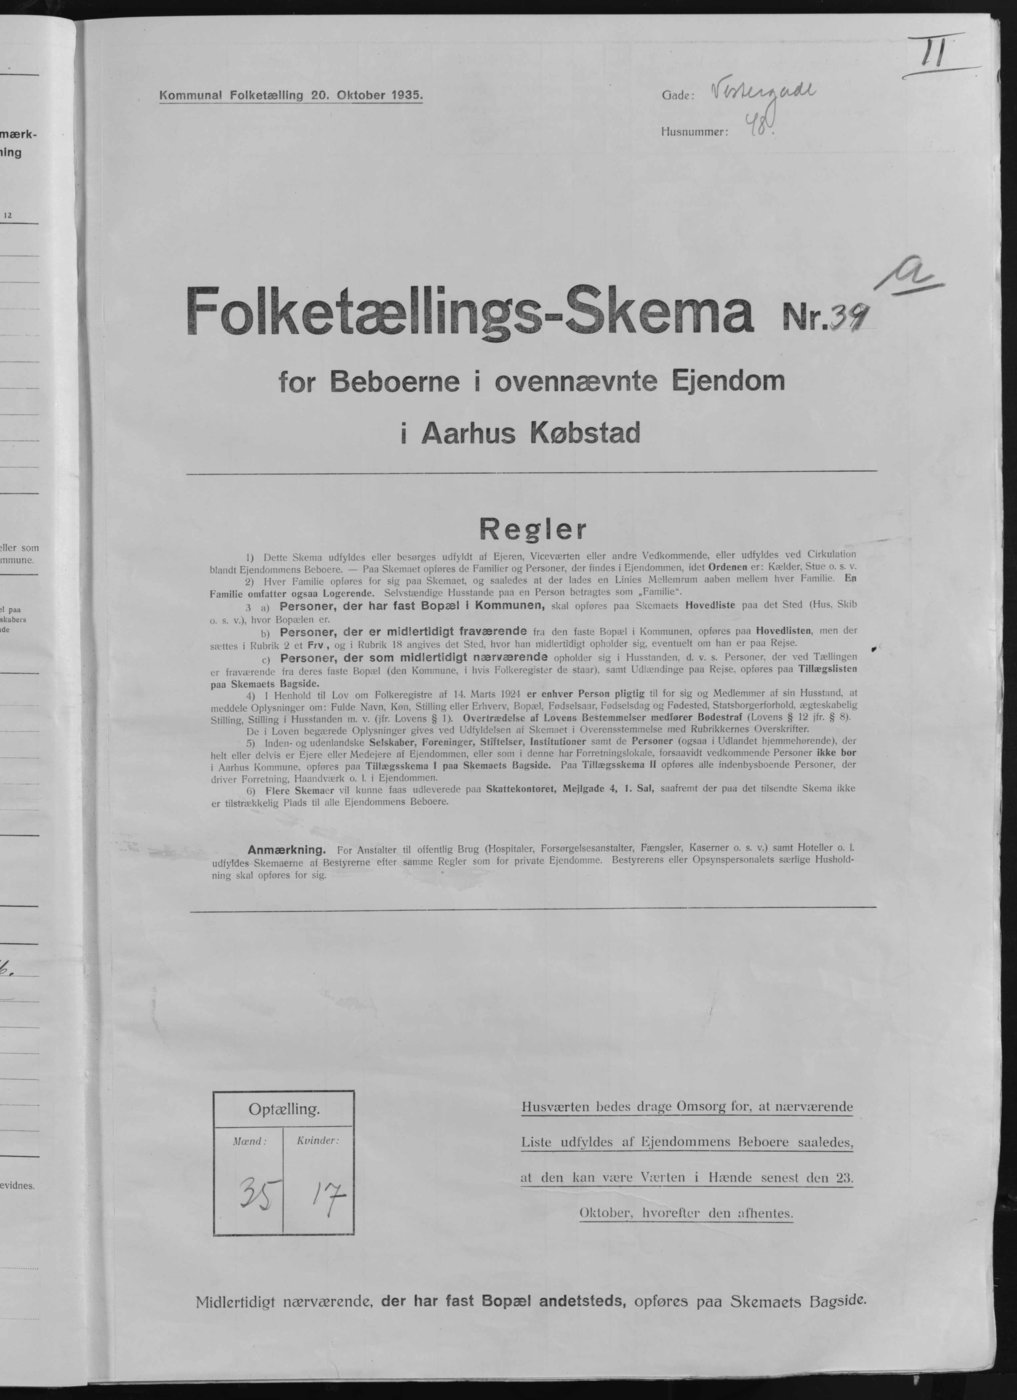 II
Kommunal Folketælling 20. Oktober 1935.
Gade: Vestergade
Husnummer: 48.
mærk-
ning
12
a
Folketællings-Skema Nr. 39
for Beboerne i ovennævnte Ejendom
i Aarhus Købstad
Regler
1) Dette Skema udfyldes eller besørges udfyldt af Ejeren, Viceværten eller andre Vedkommende, eller udfyldes ved Cirkulation
blandt Ejendommens Beboere. — Paa Skemaet opføres de Familier og Personer, der findes i Ejendommen, idet Ordenen er: Kælder, Stue o. s. v.
2) Hver Familie opføres for sig paa Skemaet, og saaledes at der lades en Linies Mellemrum aaben mellem hver Familie. En
Familie omfatter ogsaa Logerende. Selvstændige Husstande paa en Person betragtes som „Familie“.
3 a) Personer, der har fast Bopæl i Kommunen, skal opføres paa Skemaets Hovedliste paa det Sted (Hus, Skib
o. s. v.), hvor Bopælen er.
b) Personer, der er midlertidigt fraværende fra den faste Bopæl i Kommunen, opføres paa Hovedlisten, men der
sættes i Rubrik 2 et Frv., og i Rubrik 18 angives det Sted, hvor han midlertidigt opholder sig, eventuelt om han er paa Rejse.
c) Personer, der som midlertidigt nærværende opholder sig i Husstanden, d. v. s. Personer, der ved Tællingen
er fraværende fra deres faste Bopæl (den Kommune, i hvis Folkeregister de staar), samt Udlændinge paa Rejse, opføres paa Tillægslisten
paa Skemaets Bagside.
4) I Henhold til Lov om Folkeregistre af 14. Marts 1924 er enhver Person pligtig til for sig og Medlemmer af sin Husstand, at
meddele Oplysninger om: Fulde Navn, Køn, Stilling eller Erhverv, Bopæl, Fødselsaar, Fødselsdag og Fødested, Statsborgerforhold, ægteskabelig
Stilling, Stilling i Husstanden m. v. (jfr. Lovens § 1). Overtrædelse af Lovens Bestemmelser medfører Bødestraf (Lovens § 12 jfr. § 8).
De i Loven begærede Oplysninger gives ved Udfyldelsen af Skemaet i Overensstemmelse med Rubrikkernes Overskrifter.
5) Inden- og udenlandske Selskaber, Foreninger, Stiftelser, Institutioner samt de Personer (ogsaa i Udlandet hjemmehørende), der
helt eller delvis er Ejere eller Medejere af Ejendommen, eller som i denne har Forretningslokale, forsaavidt vedkommende Personer ikke bor
i Aarhus Kommune, opføres paa Tillægsskema I paa Skemaets Bagside. Paa Tillægsskema II opføres alle indenbysboende Personer, der
driver Forretning, Haandværk o. l. i Ejendommen.
6) Flere Skemaer vil kunne faas udleverede paa Skattekontoret, Mejlgade 4, 1. Sal, saafremt der paa det tilsendte Skema ikke
er tilstrækkelig Plads til alle Ejendommens Beboere.
eller som
mmune.
el paa
skabers
Anmærkning. For Anstalter til offentlig Brug (Hospitaler, Forsørgelsesanstalter, Fængsler, Kaserner o. s. v.) samt Hoteller o. l.
udfyldes Skemaerne af Bestyrerne efter samme Regler som for private Ejendomme. Bestyrerens eller Opsynspersonalets særlige Hushold-
ning skal opføres for sig.
evidnes.
Optælling.
Mænd: Kvinder:
35 17
Husværten bedes drage Omsorg for, at nærværende
Liste udfyldes af Ejendommens Beboere saaledes,
at den kan være Værten i Hænde senest den 23.
Oktober, hvorefter den afhentes.
Midlertidigt nærværende, der har fast Bopæl andetsteds, opføres paa Skemaets Bagside.